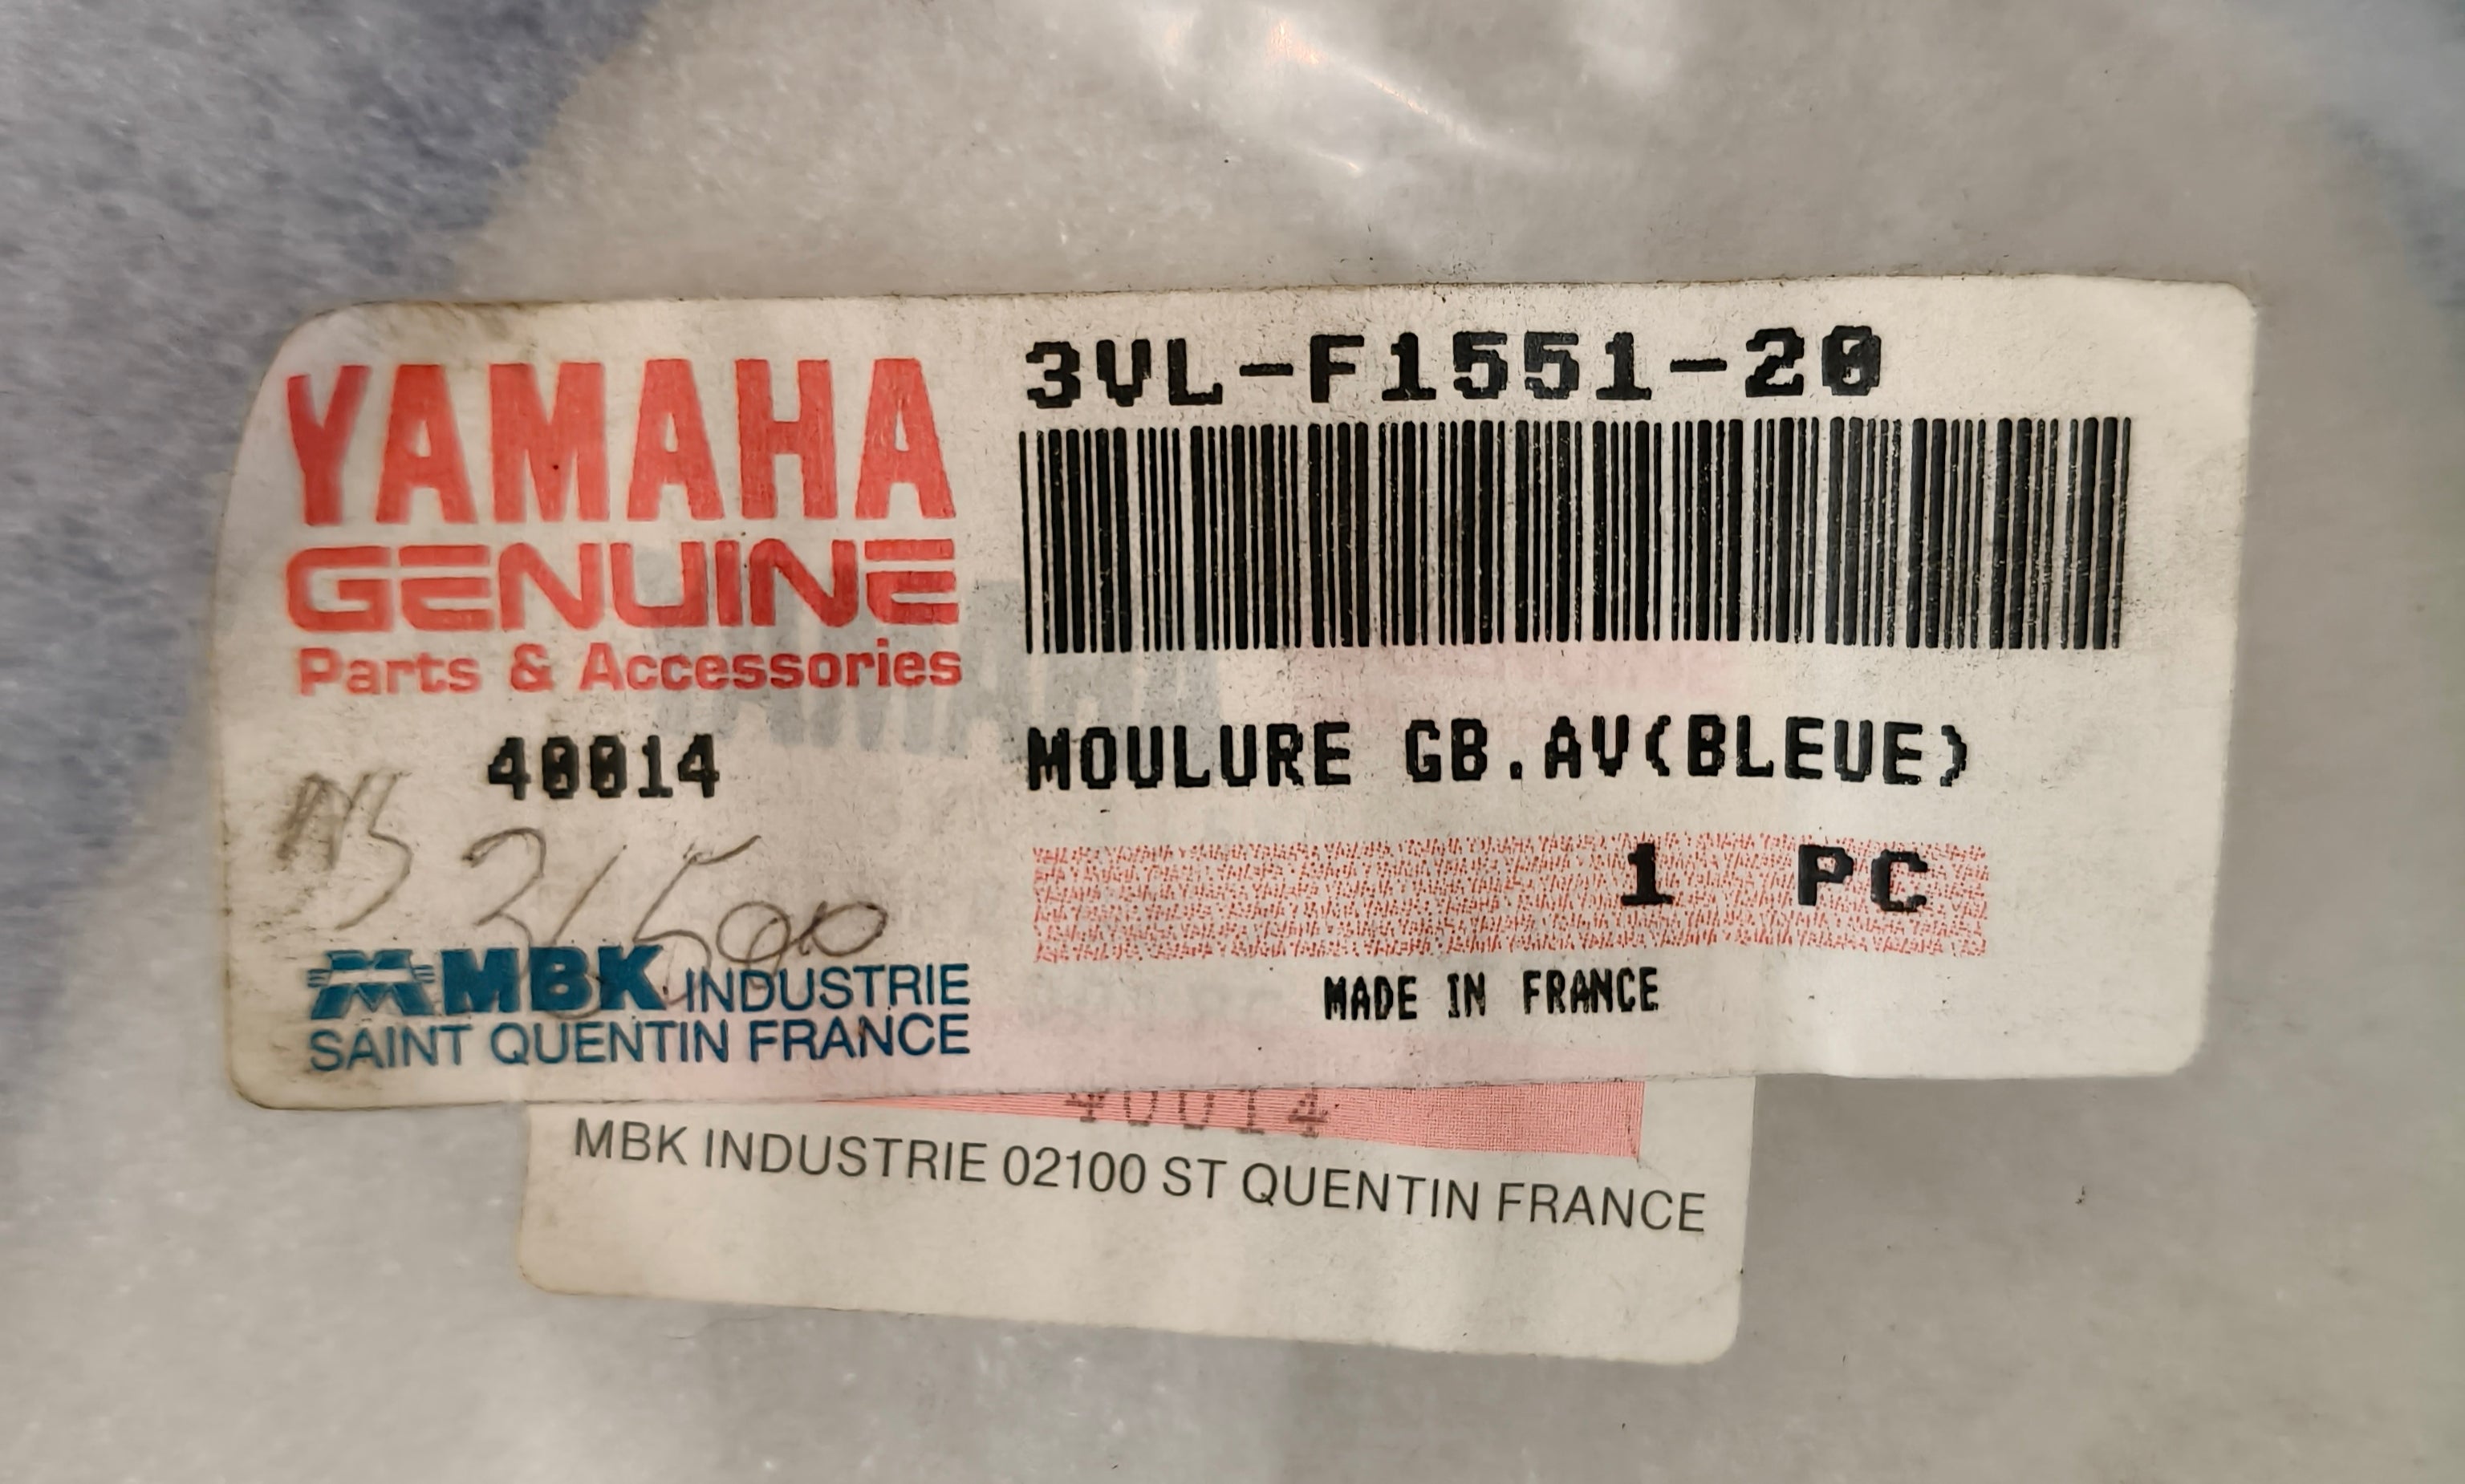 YAMAHA
GENUINE
Parts & Accessories
40014
3VL-F1551-20
MOULURE GB.AV(BLEUE)
1 PC
MADE IN FRANCE
MBK INDUSTRIE
SAINT QUENTIN FRANCE
40014
MBK INDUSTRIE 02100 ST QUENTIN FRANCE